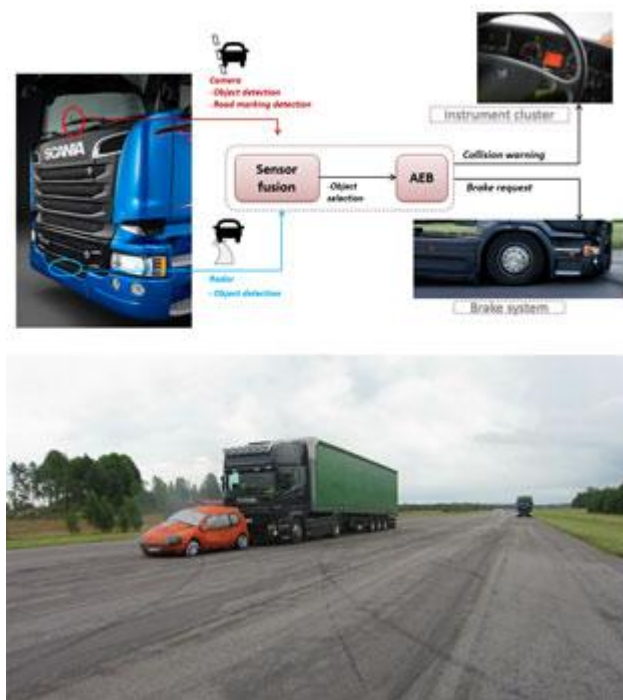 Camera
-Object detection
-Road marking detection
SCANIA
Sensor
fusion
-Object
selection
AEB
Collision warning
Brake request
Instrument cluster
Radar
- Object detection
Brake system